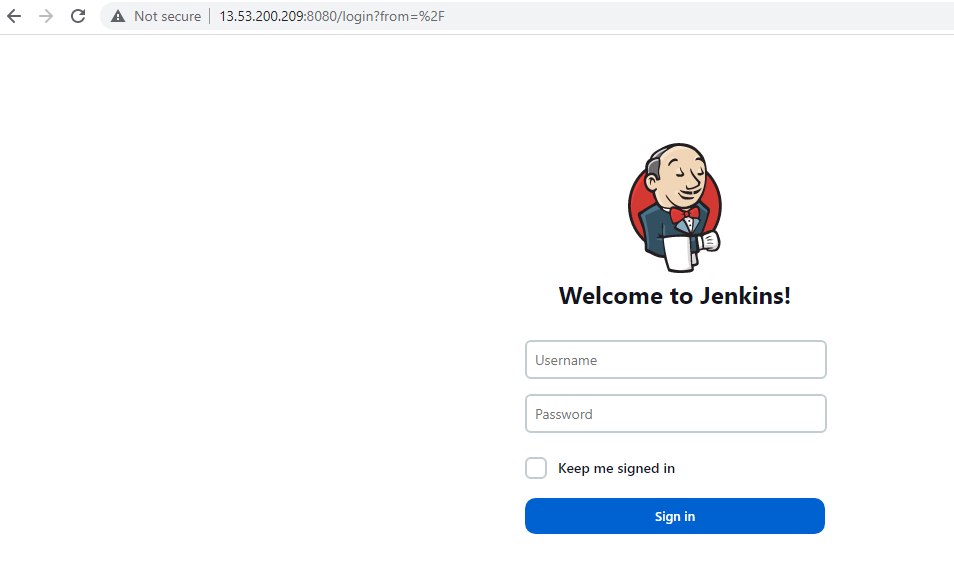 Not secure | 13.53.200.209:8080/login?from=%2F
Welcome to Jenkins!
Username
Password
Keep me signed in
Sign in